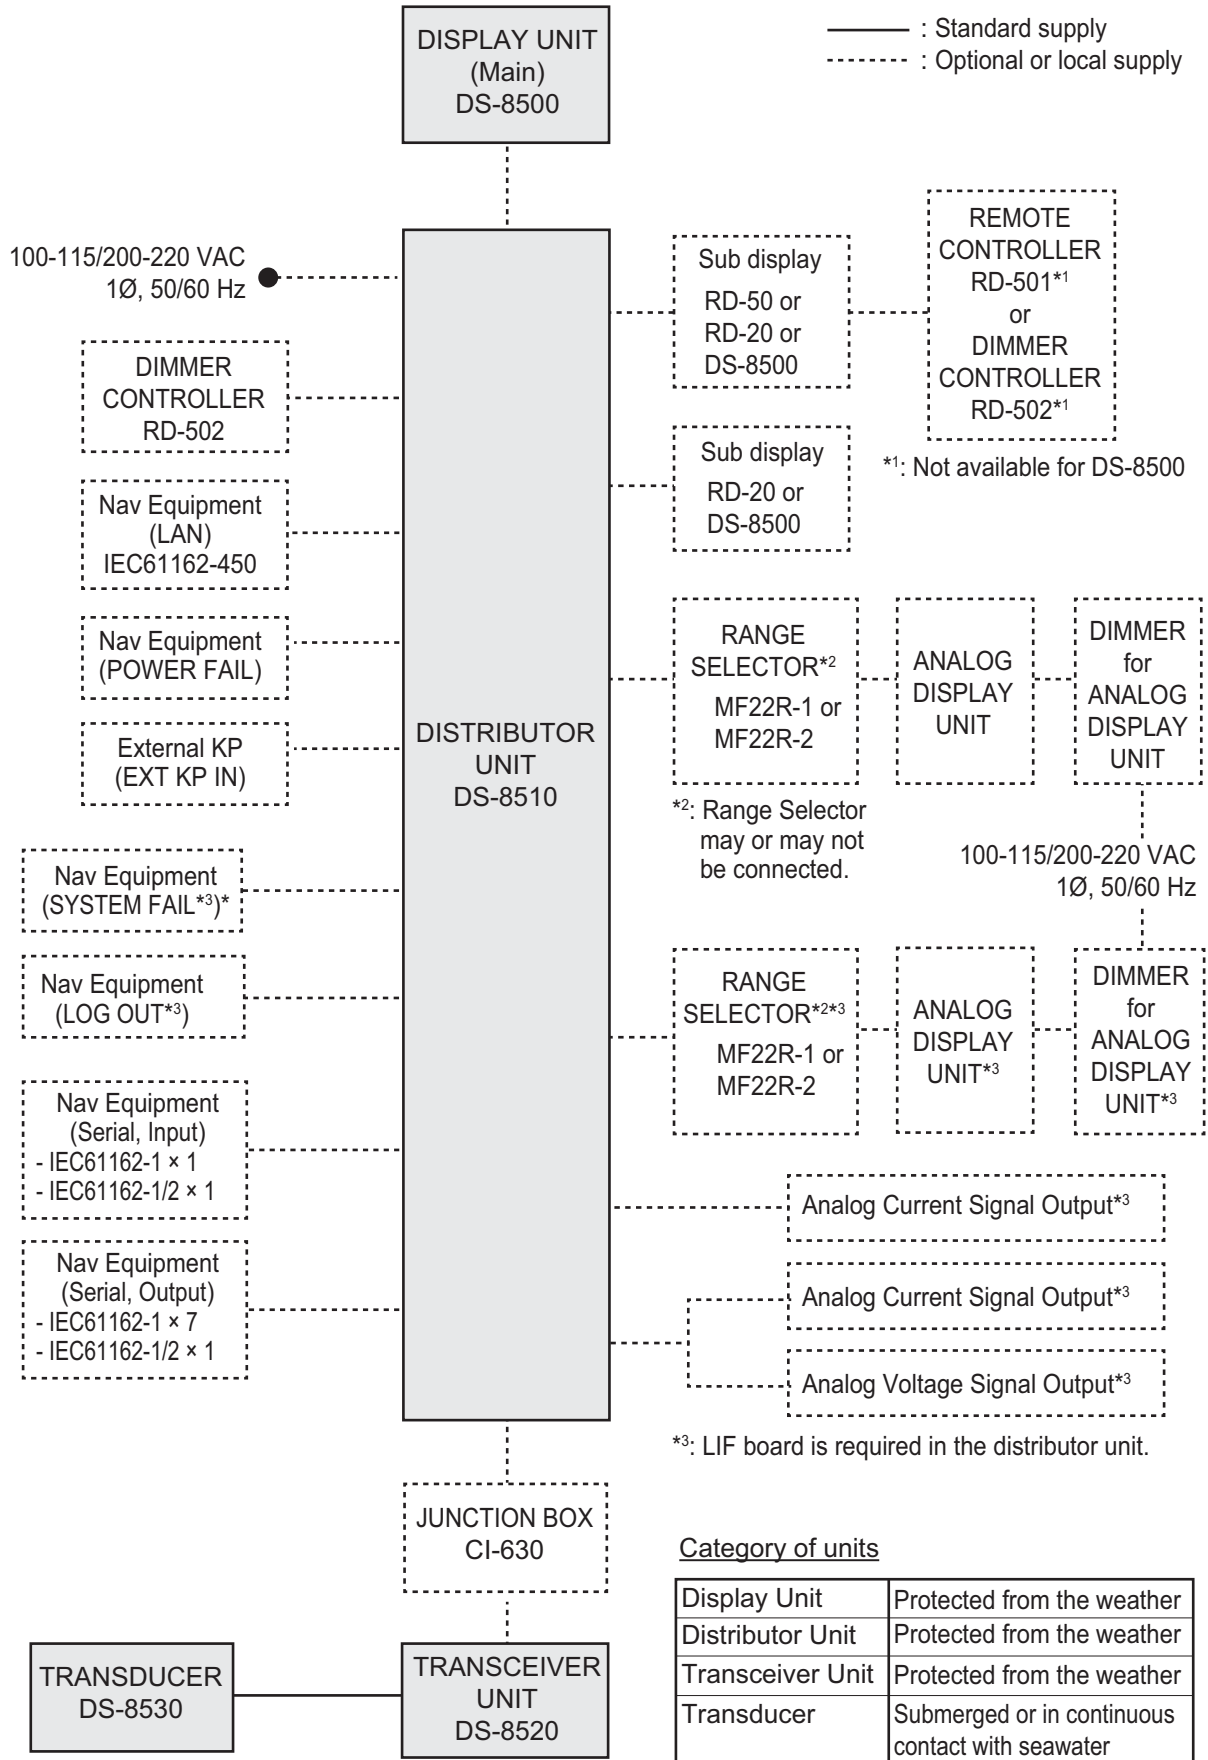 DISPLAY UNIT
(Main)
DS-8500
: Standard supply
: Optional or local supply
100-115/200-220 VAC
1Ø, 50/60 Hz
DIMMER
CONTROLLER
RD-502
Nav Equipment
(LAN)
IEC61162-450
Nav Equipment
(POWER FAIL)
External KP
(EXT KP IN)
Nav Equipment
(SYSTEM FAIL*3)*
Nav Equipment
(LOG OUT*3)
Nav Equipment
(Serial, Input)
- IEC61162-1 × 1
- IEC61162-1/2 × 1
Nav Equipment
(Serial, Output)
- IEC61162-1 × 7
- IEC61162-1/2 × 1
DISTRIBUTOR
UNIT
DS-8510
Sub display
RD-50 or
RD-20 or
DS-8500
REMOTE
CONTROLLER
RD-501*1
or
DIMMER
CONTROLLER
RD-502*1
*1: Not available for DS-8500
Sub display
RD-20 or
DS-8500
RANGE
SELECTOR*2
MF22R-1 or
MF22R-2
ANALOG
DISPLAY
UNIT
DIMMER
for
ANALOG
DISPLAY
UNIT
*2: Range Selector
may or may not
be connected.
100-115/200-220 VAC
1Ø, 50/60 Hz
RANGE
SELECTOR*2*3
MF22R-1 or
MF22R-2
ANALOG
DISPLAY
UNIT*3
DIMMER
for
ANALOG
DISPLAY
UNIT*3
Analog Current Signal Output*3
Analog Current Signal Output*3
Analog Voltage Signal Output*3
*3: LIF board is required in the distributor unit.
JUNCTION BOX
CI-630
TRANSDUCER
DS-8530
TRANSCEIVER
UNIT
DS-8520
Category of units
Display Unit Protected from the weather
Distributor Unit Protected from the weather
Transceiver Unit Protected from the weather
Transducer Submerged or in continuous
contact with seawater